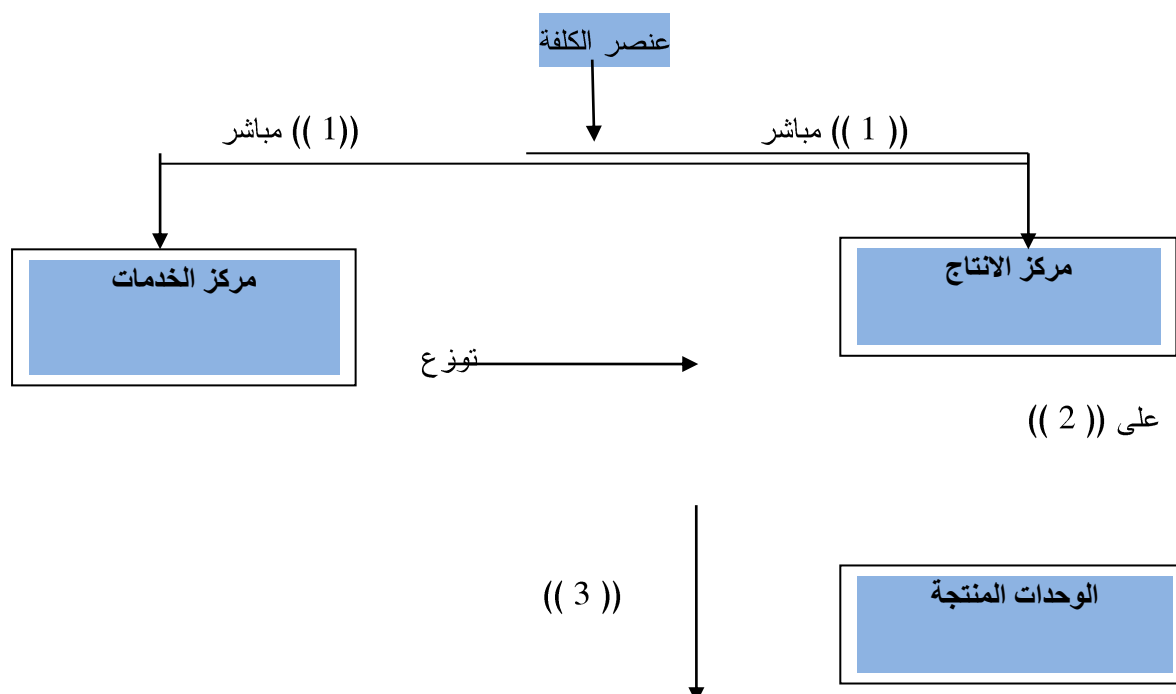 عنصر الكلفة
(( 1 )) مباشر
((1 )) مباشر
مركز الانتاج
مركز الخدمات
توزع
على (( 2 ))
(( 3 ))
الوحدات المنتجة